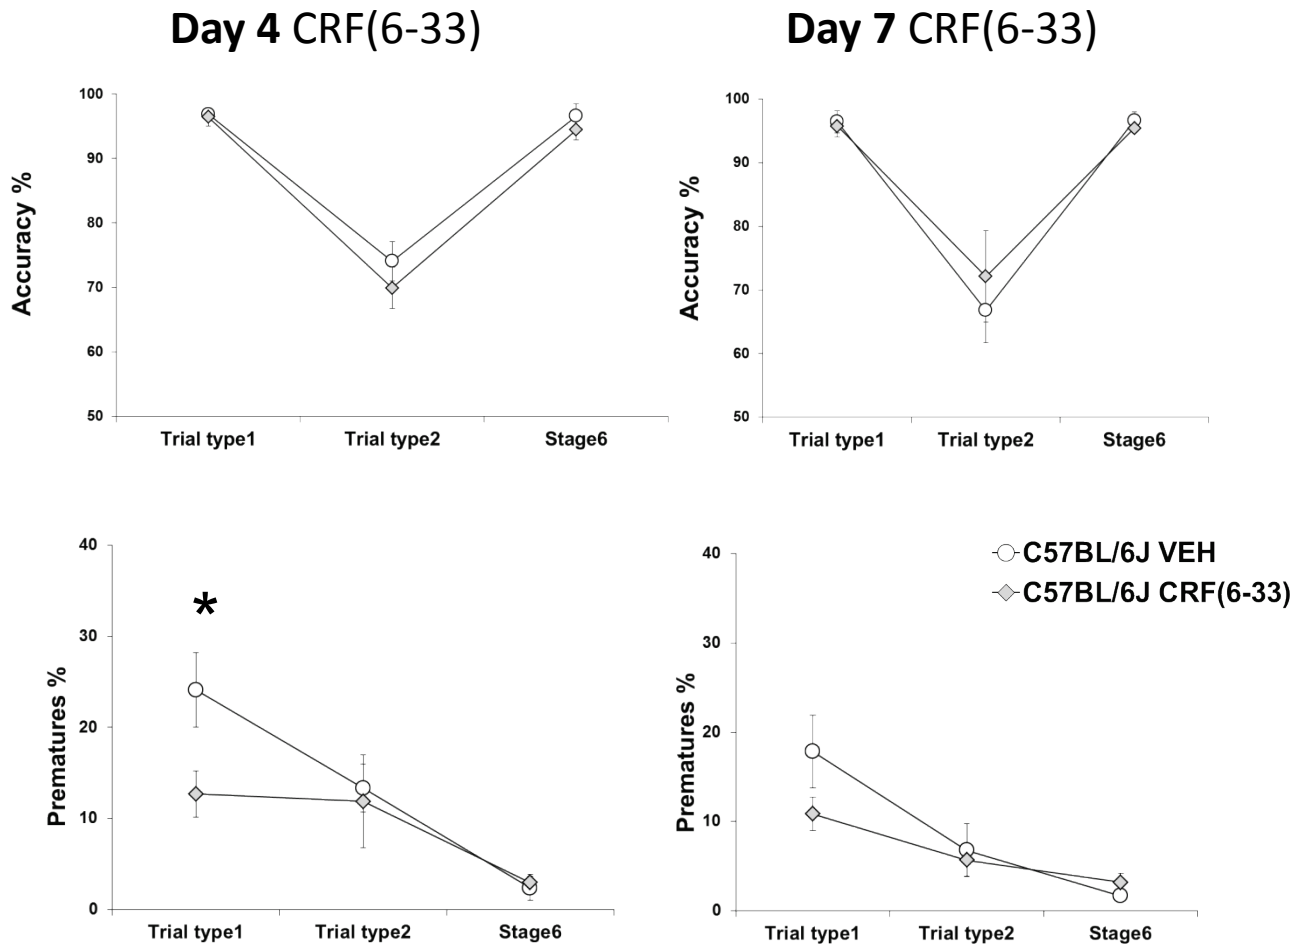 Day 4 CRF(6-33)
Day 7 CRF(6-33)
Accuracy %
100
90
80
70
60
50
Trial type1 Trial type2 Stage6
Accuracy %
100
90
80
70
60
50
Trial type1 Trial type2 Stage6
Prematures %
40
30
20
10
0
*
Trial type1 Trial type2 Stage6
Prematures %
40
30
20
10
0
C57BL/6J VEH
C57BL/6J CRF(6-33)
Trial type1 Trial type2 Stage6